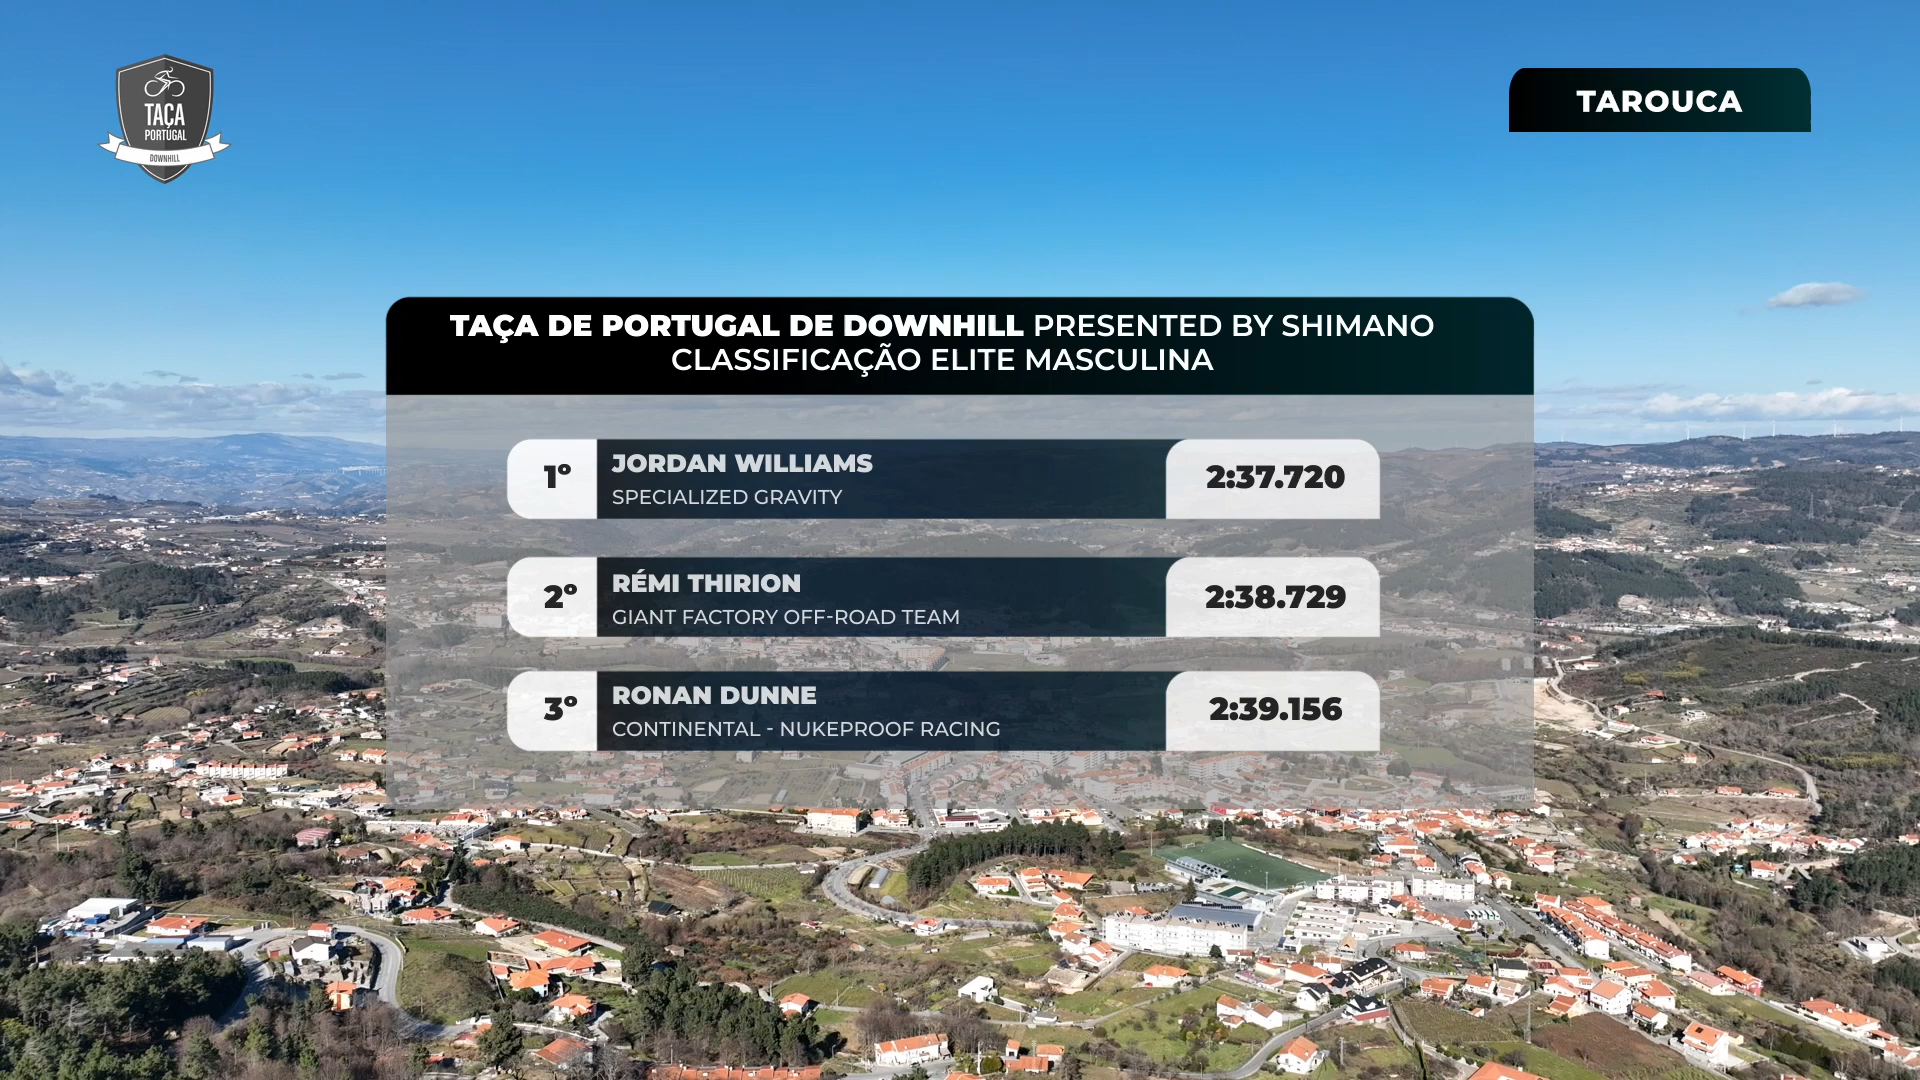 TAÇA
PORTUGAL
DOWNHILL
TAROUCA
TAÇA DE PORTUGAL DE DOWNHILL PRESENTED BY SHIMANO
CLASSIFICAÇÃO ELITE MASCULINA
1º
JORDAN WILLIAMS
SPECIALIZED GRAVITY
2:37.720
2º
RÉMI THIRION
GIANT FACTORY OFF-ROAD TEAM
2:38.729
3º
RONAN DUNNE
CONTINENTAL - NUKEPROOF RACING
2:39.156